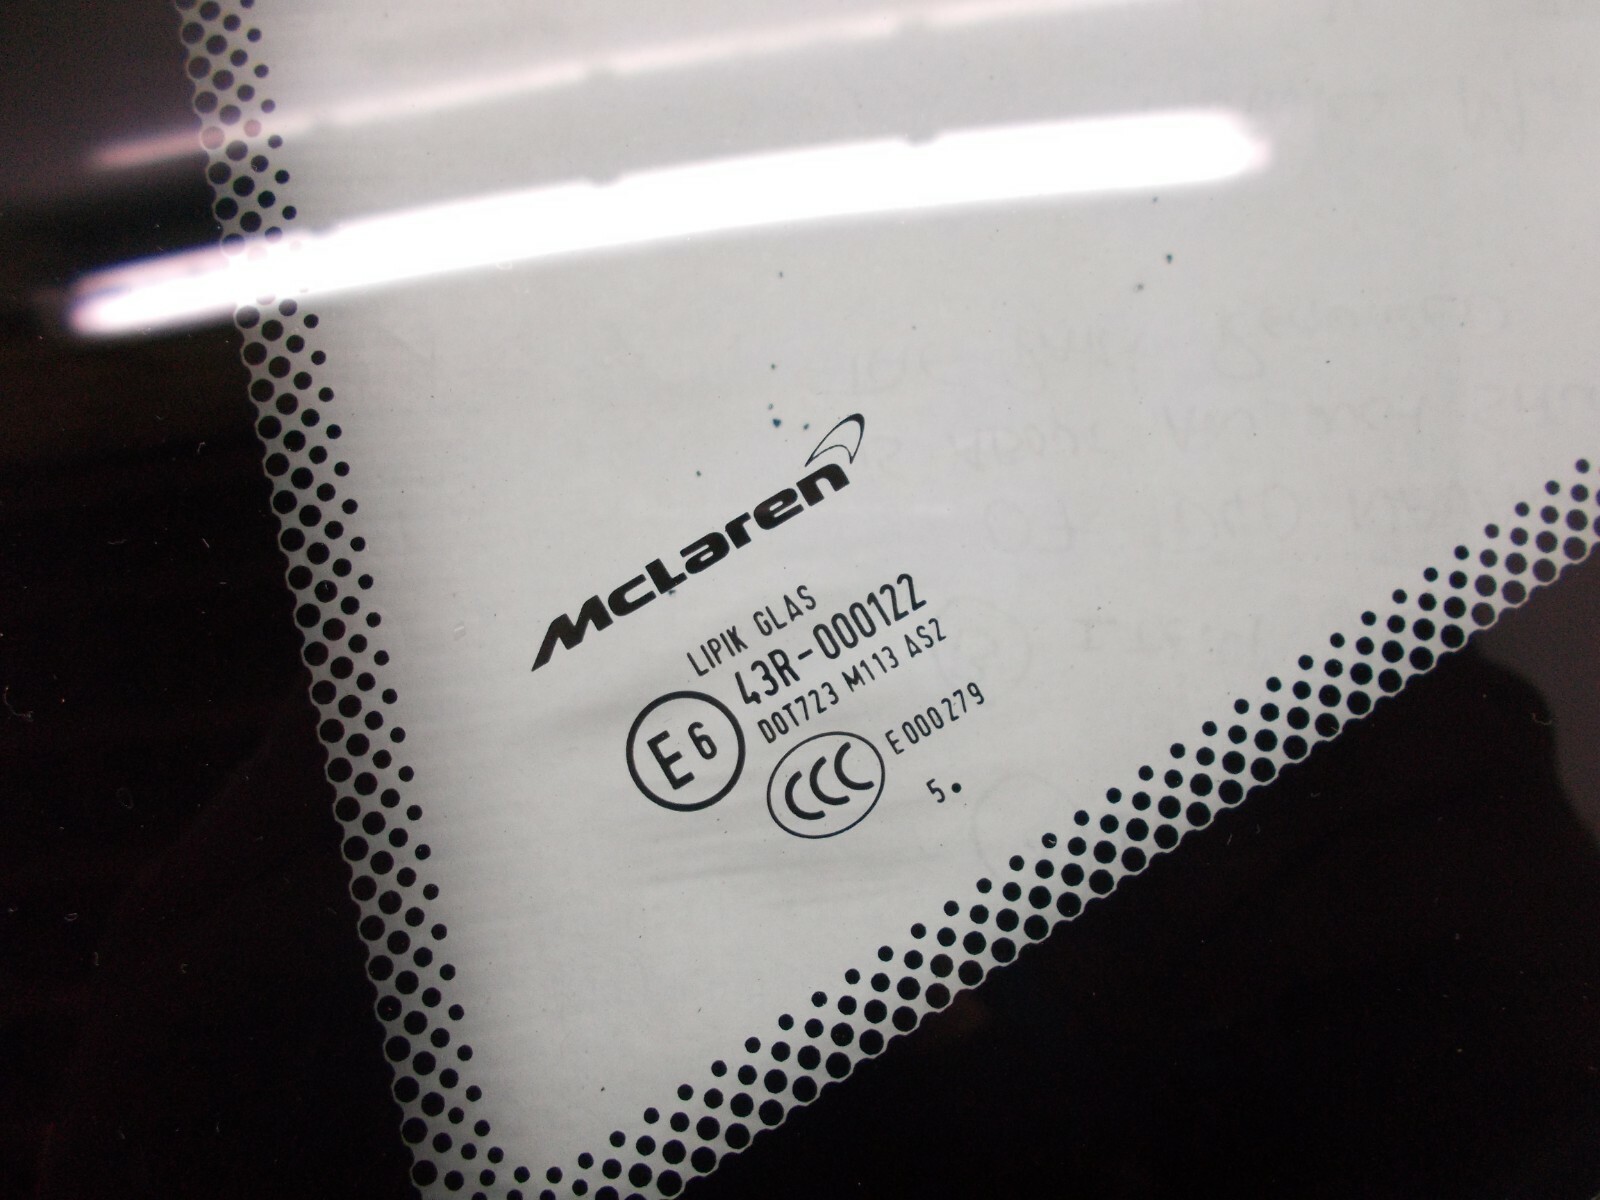 McLaren
LIPIK GLAS
43R-000122
E6
DOT723 M113 AS2
CCC
E000279
5.